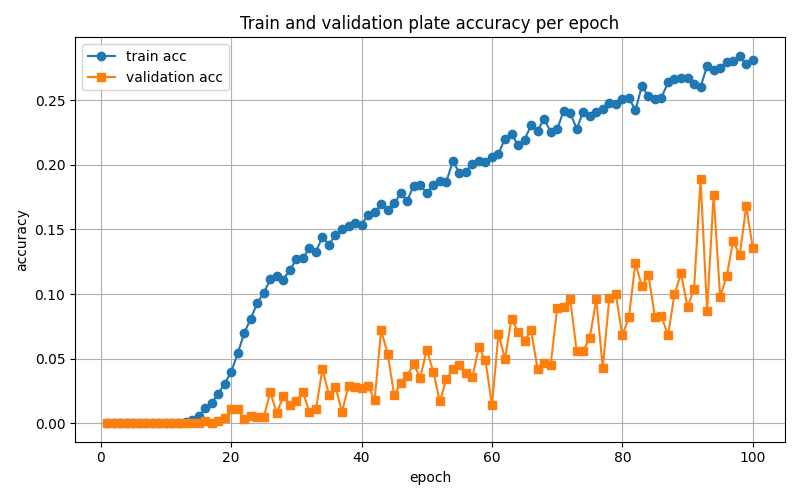 Train and validation plate accuracy per epoch
train acc
validation acc
accuracy
0.25
0.20
0.15
0.10
0.05
0.00
0 20 40 60 80 100
epoch